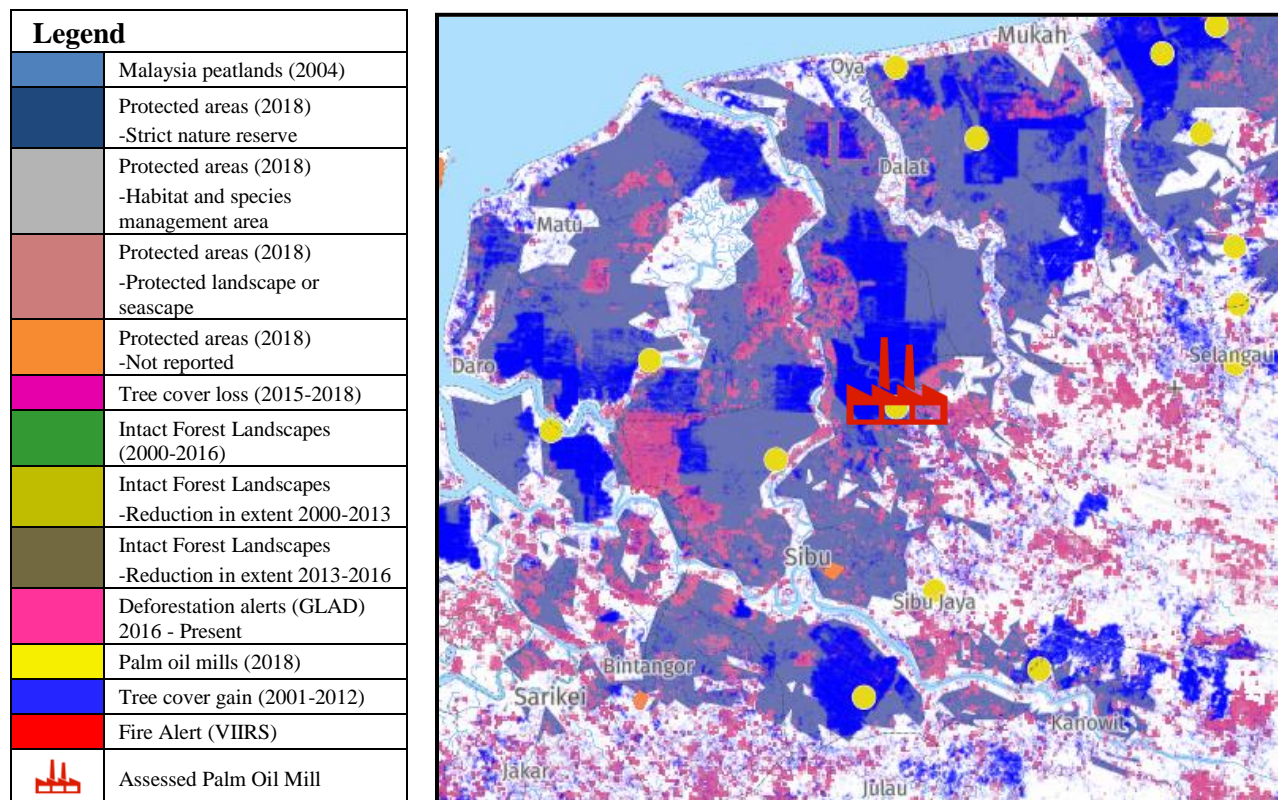 Legend
Malaysia peatlands (2004)
Protected areas (2018)
-Strict nature reserve
Protected areas (2018)
-Habitat and species
management area
Protected areas (2018)
-Protected landscape or
seascape
Protected areas (2018)
-Not reported
Tree cover loss (2015-2018)
Intact Forest Landscapes
(2000-2016)
Intact Forest Landscapes
-Reduction in extent 2000-2013
Intact Forest Landscapes
-Reduction in extent 2013-2016
Deforestation alerts (GLAD)
2016 - Present
Palm oil mills (2018)
Tree cover gain (2001-2012)
Fire Alert (VIIRS)
Assessed Palm Oil Mill
Mukah
Oya
Dalat
Matu
Daro
Selangau
Sibu
Sibu Jaya
Bintangor
Sarikei
Kanowit
Jakar
Julau